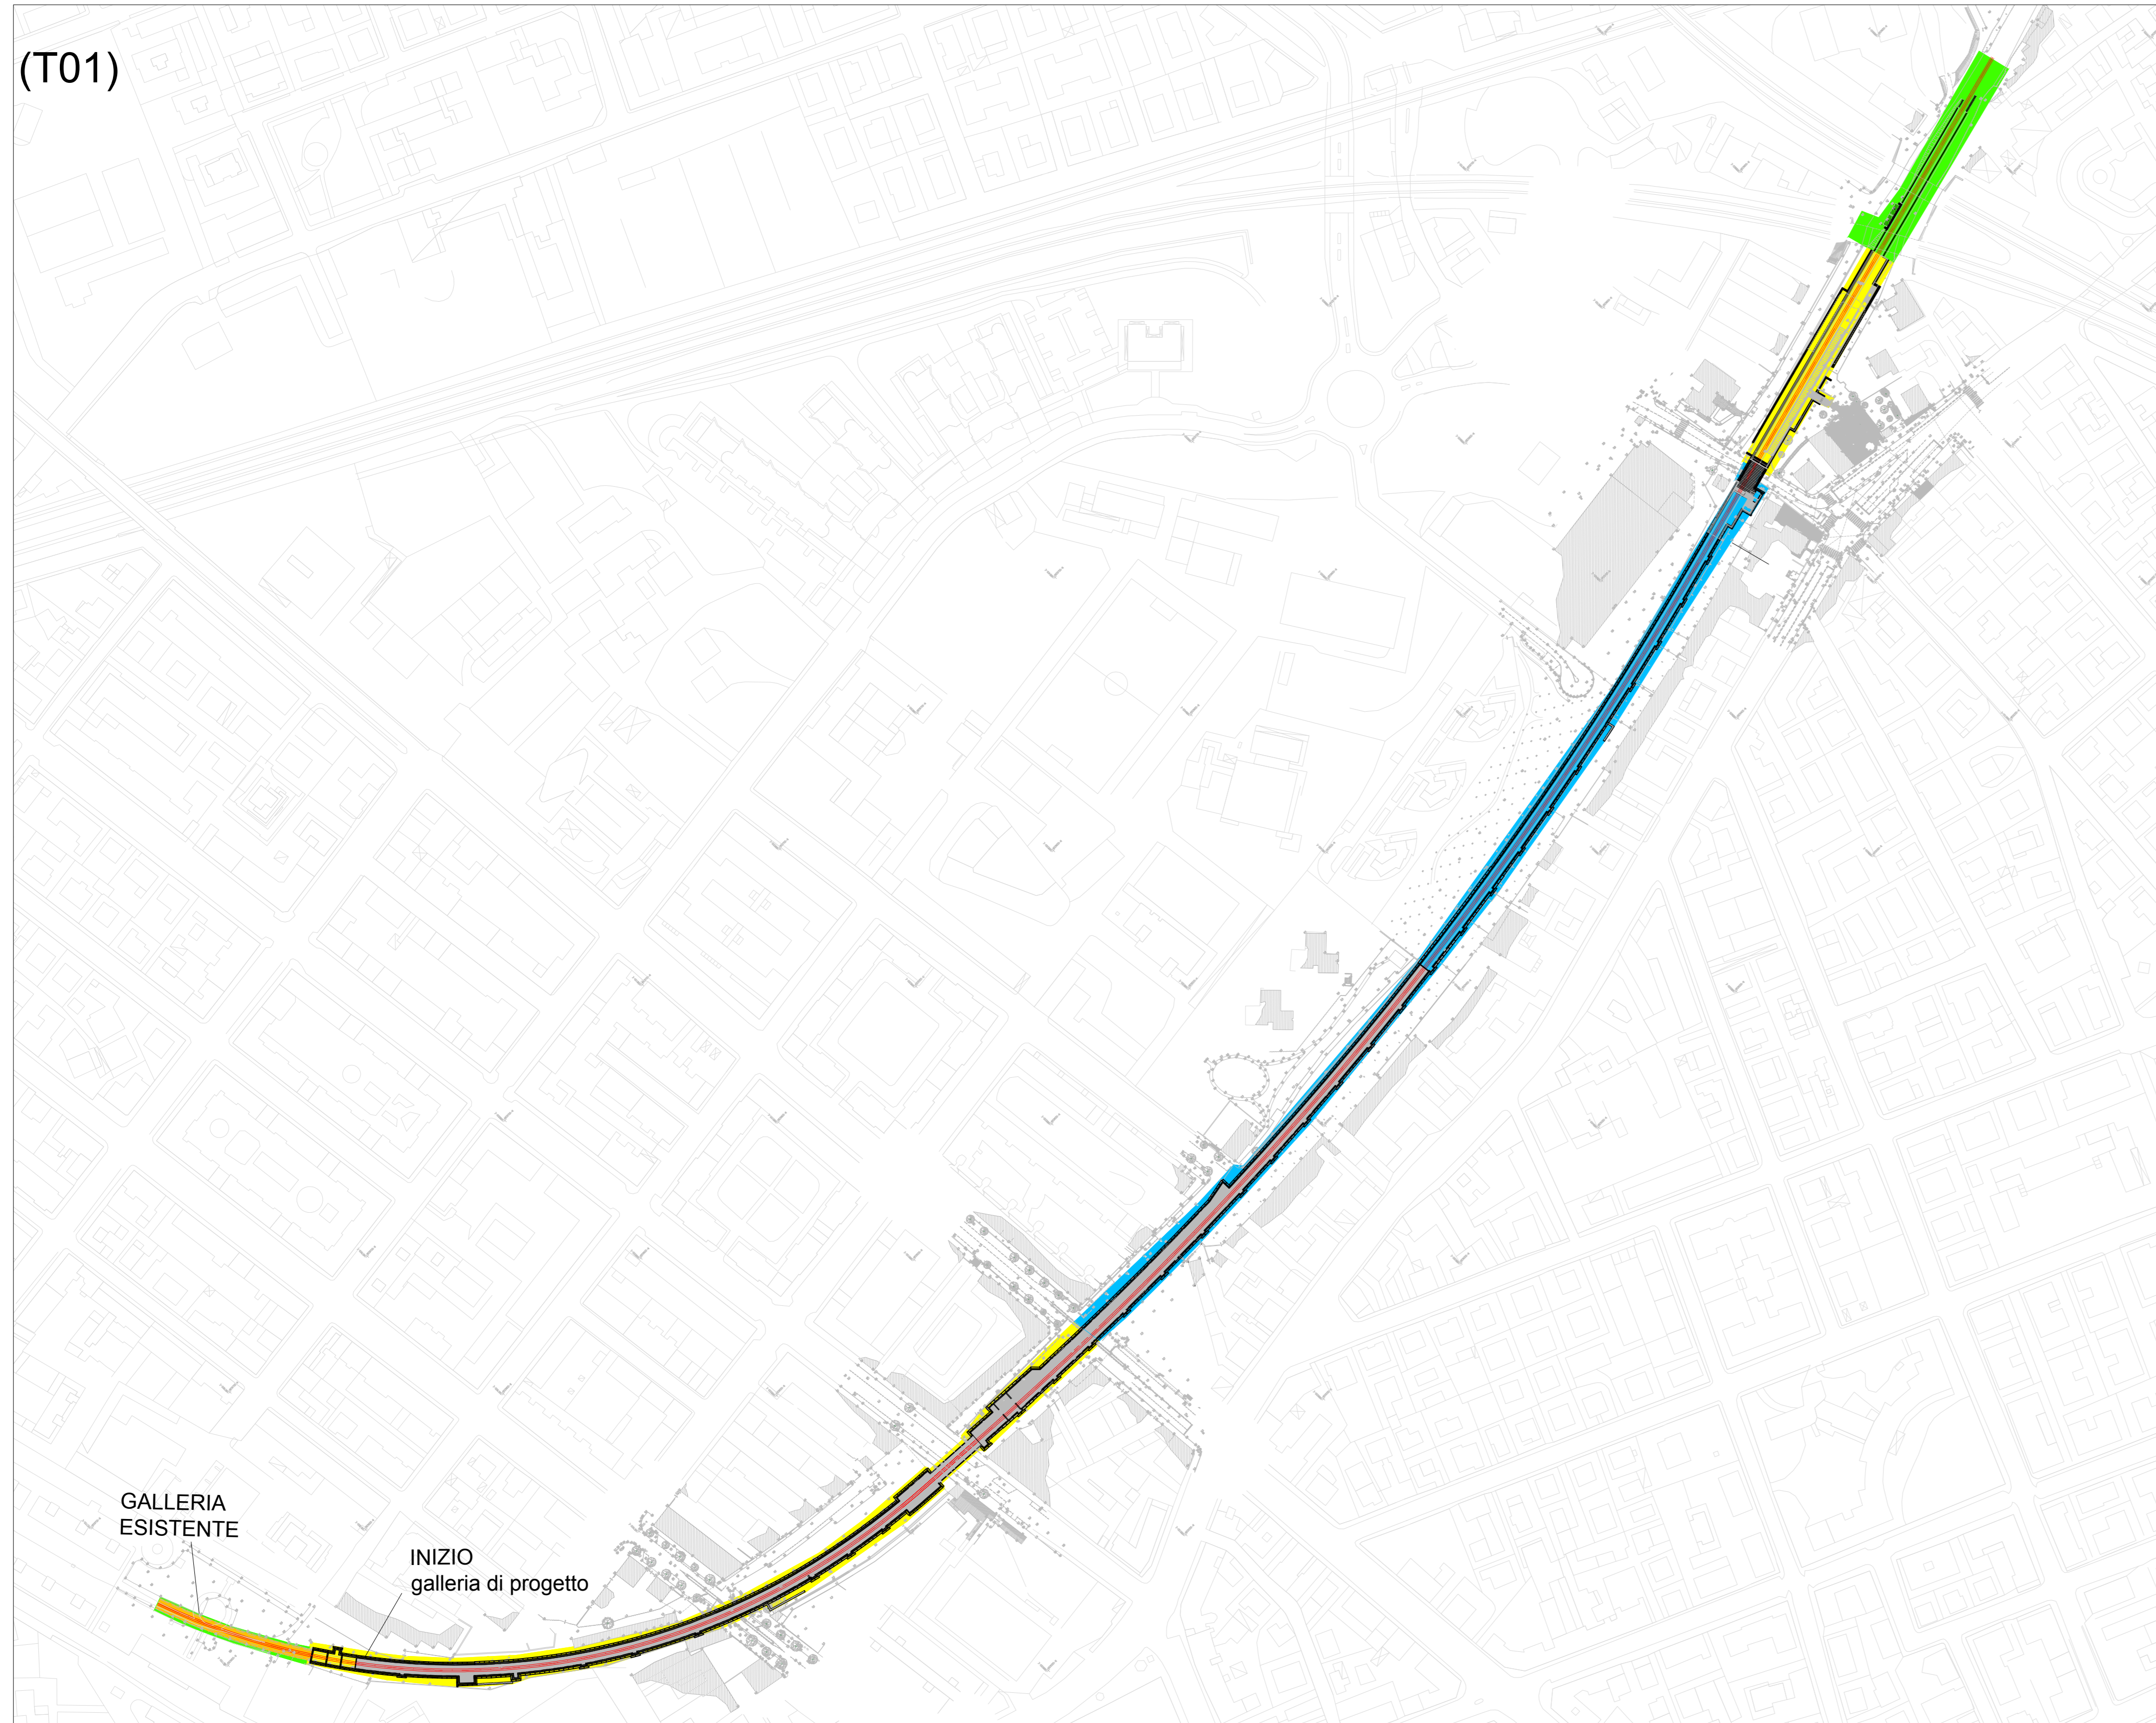 (T01)
GALLERIA
ESISTENTE
INIZIO
galleria di progetto